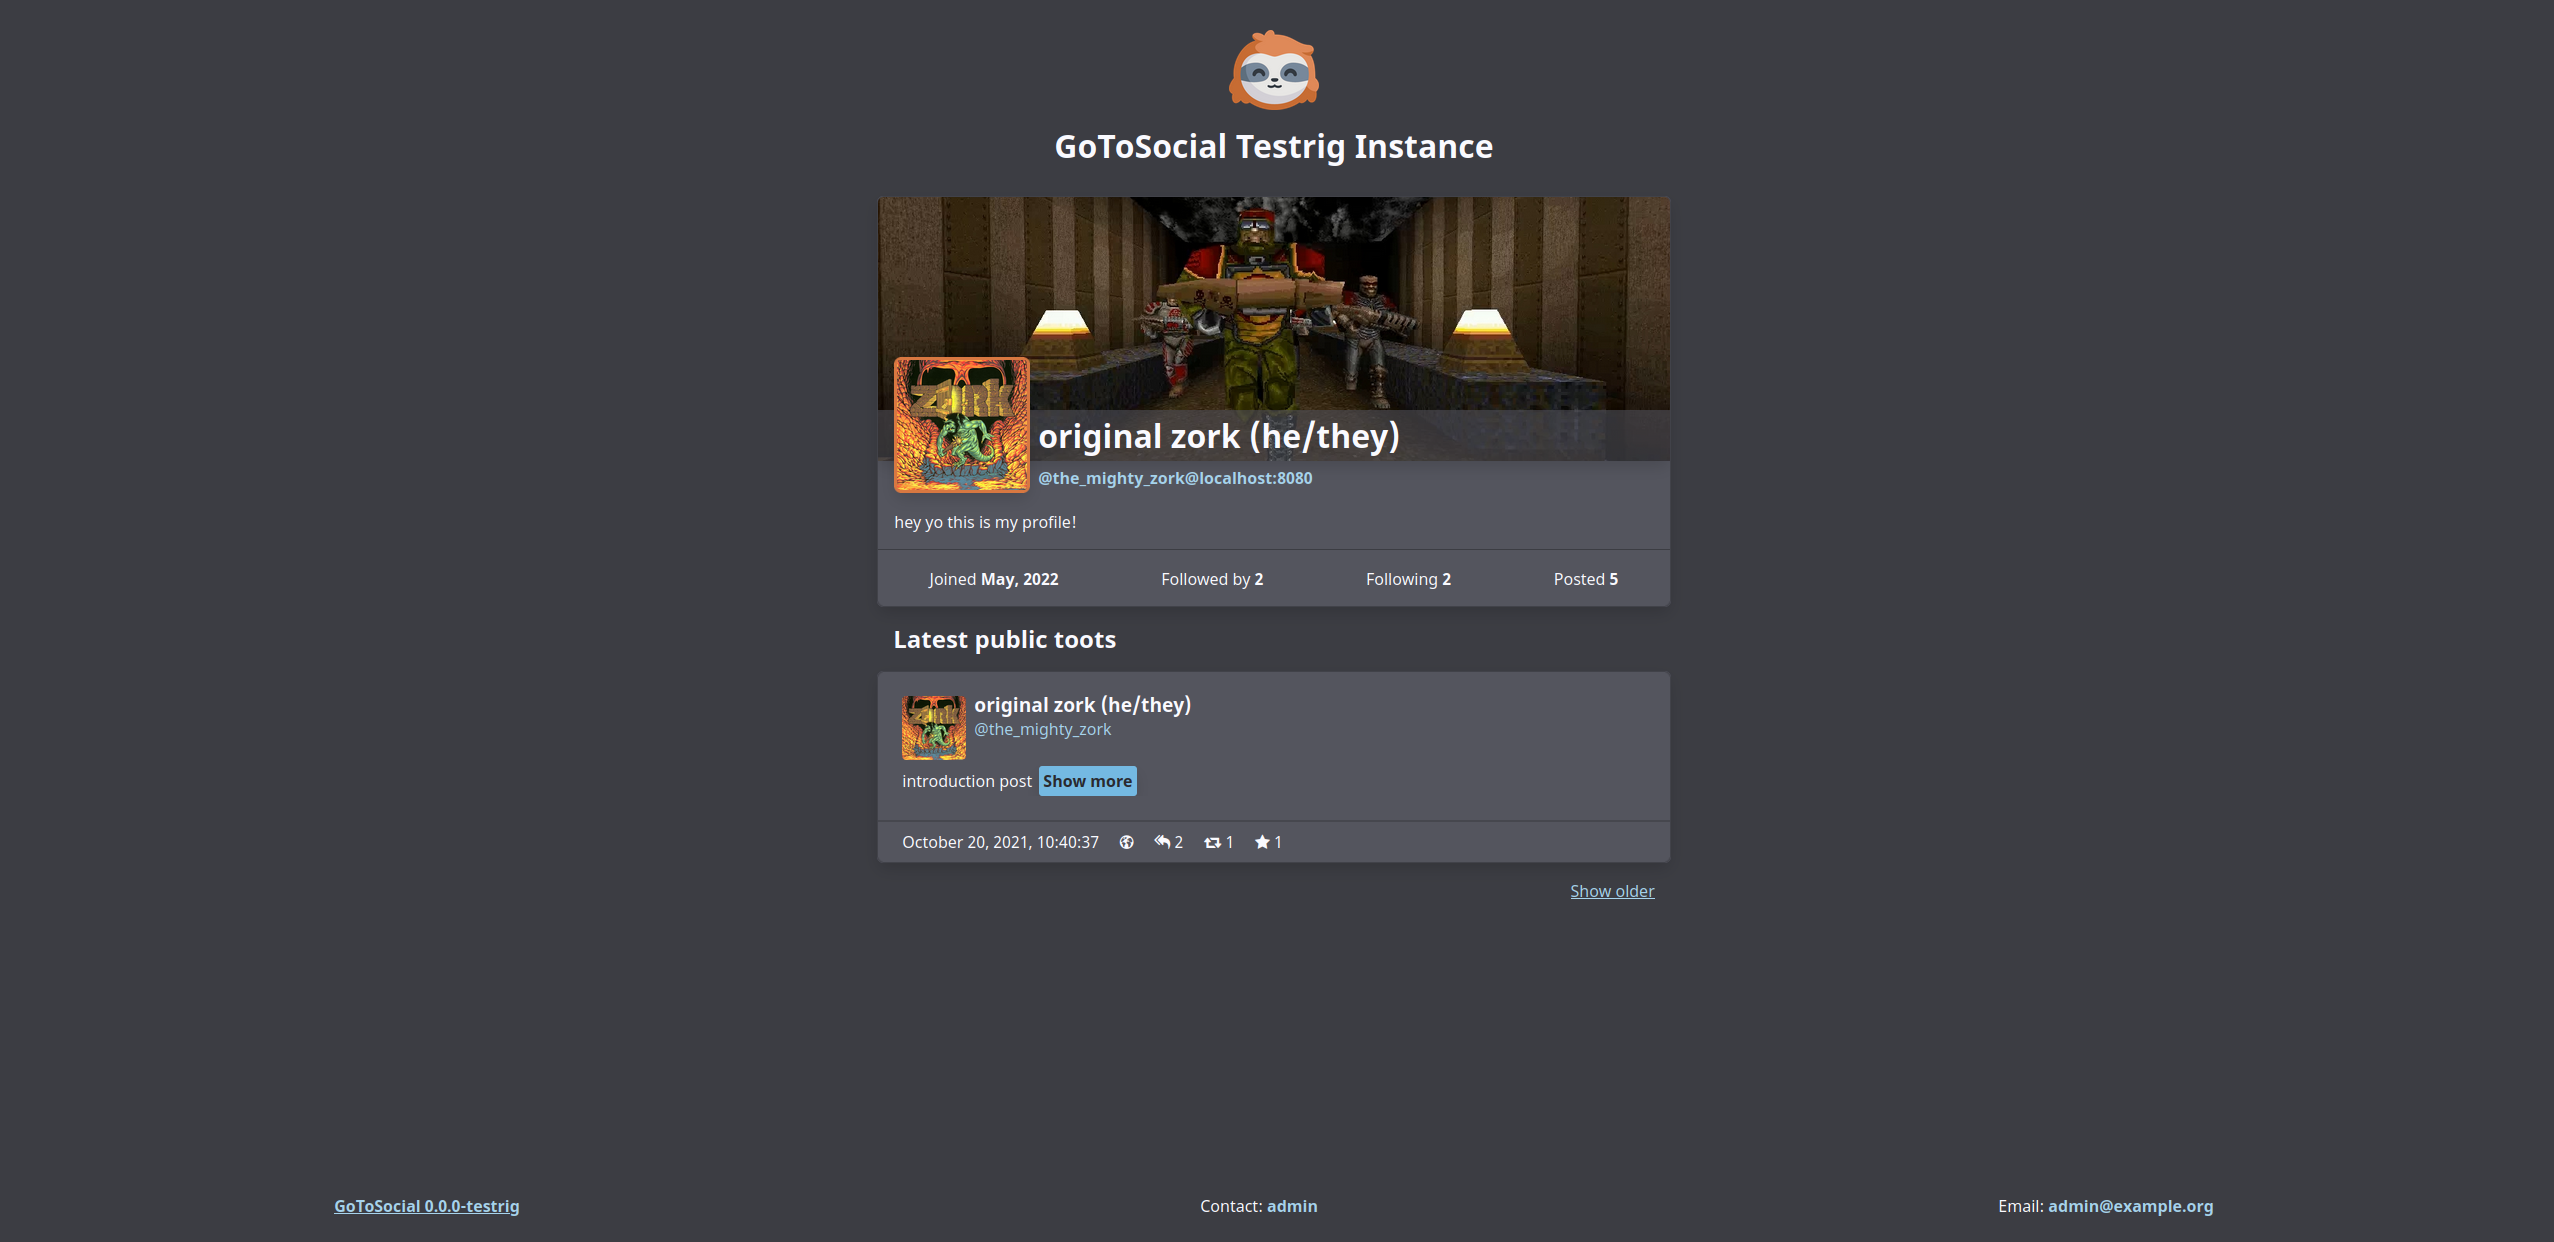 GoToSocial Testrig Instance
ZORK
original zork (he/they)
@the_mighty_zork@localhost:8080
hey yo this is my profile!
Joined May, 2022 Followed by 2 Following 2 Posted 5
Latest public toots
ZORK
original zork (he/they)
@the_mighty_zork
introduction post Show more
October 20, 2021, 10:40:37 2 1 1
Show older
GoToSocial 0.0.0-testrig Contact: admin Email: admin@example.org